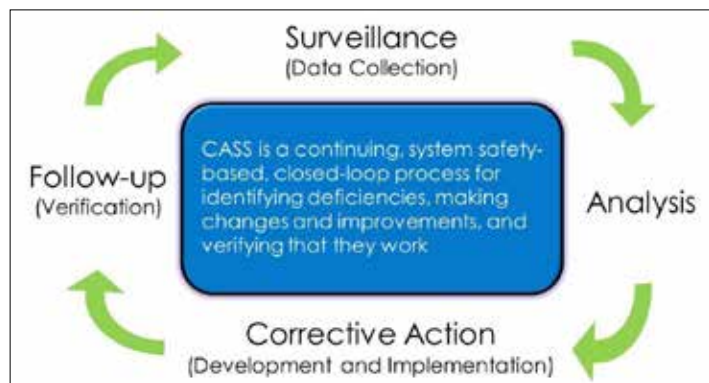 Surveillance
(Data Collection)
CASS is a continuing, system safety-
based, closed-loop process for
identifying deficiencies, making
changes and improvements, and
verifying that they work
Follow-up
(Verification)
Analysis
Corrective Action
(Development and Implementation)